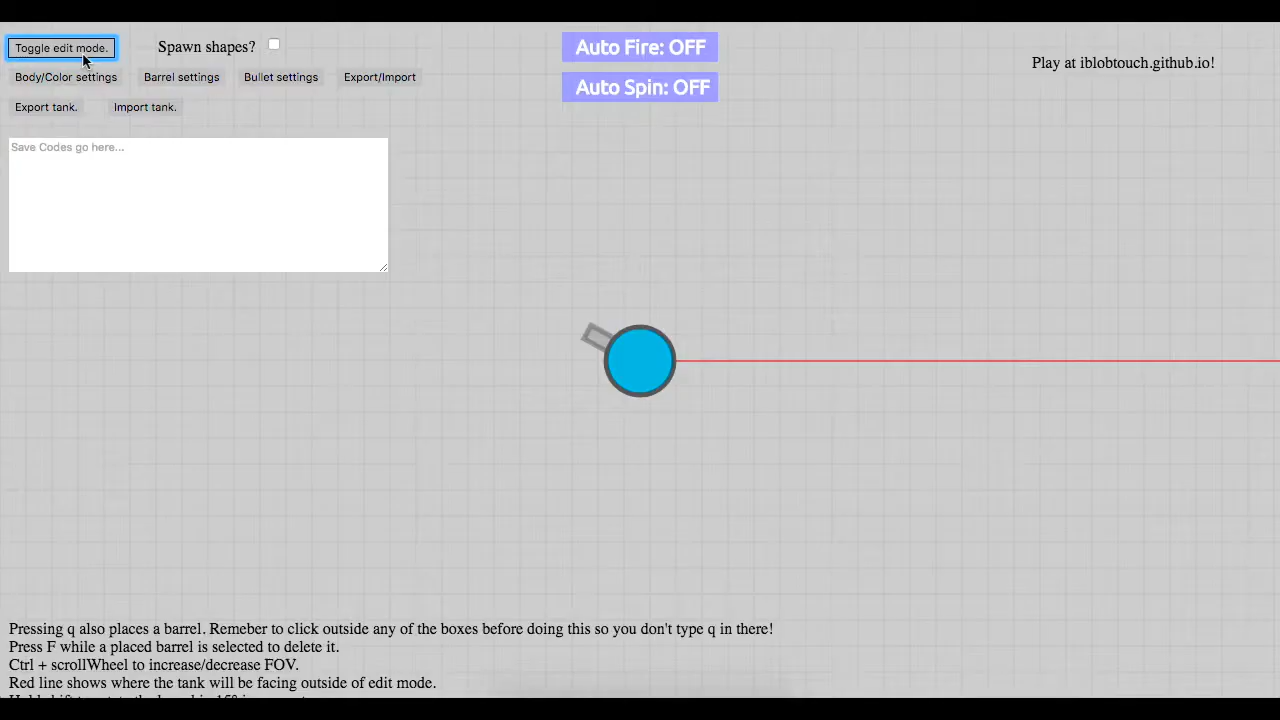 Toggle edit mode. Spawn shapes?
Auto Fire: OFF
Play at iblobtouch.github.io!
Body/Color settings Barrel settings Bullet settings Export/Import
Auto Spin: OFF
Export tank. Import tank.
Save Codes go here...
Pressing q also places a barrel. Remeber to click outside any of the boxes before doing this so you don't type q in there!
Press F while a placed barrel is selected to delete it.
Ctrl + scrollWheel to increase/decrease FOV.
Red line shows where the tank will be facing outside of edit mode.